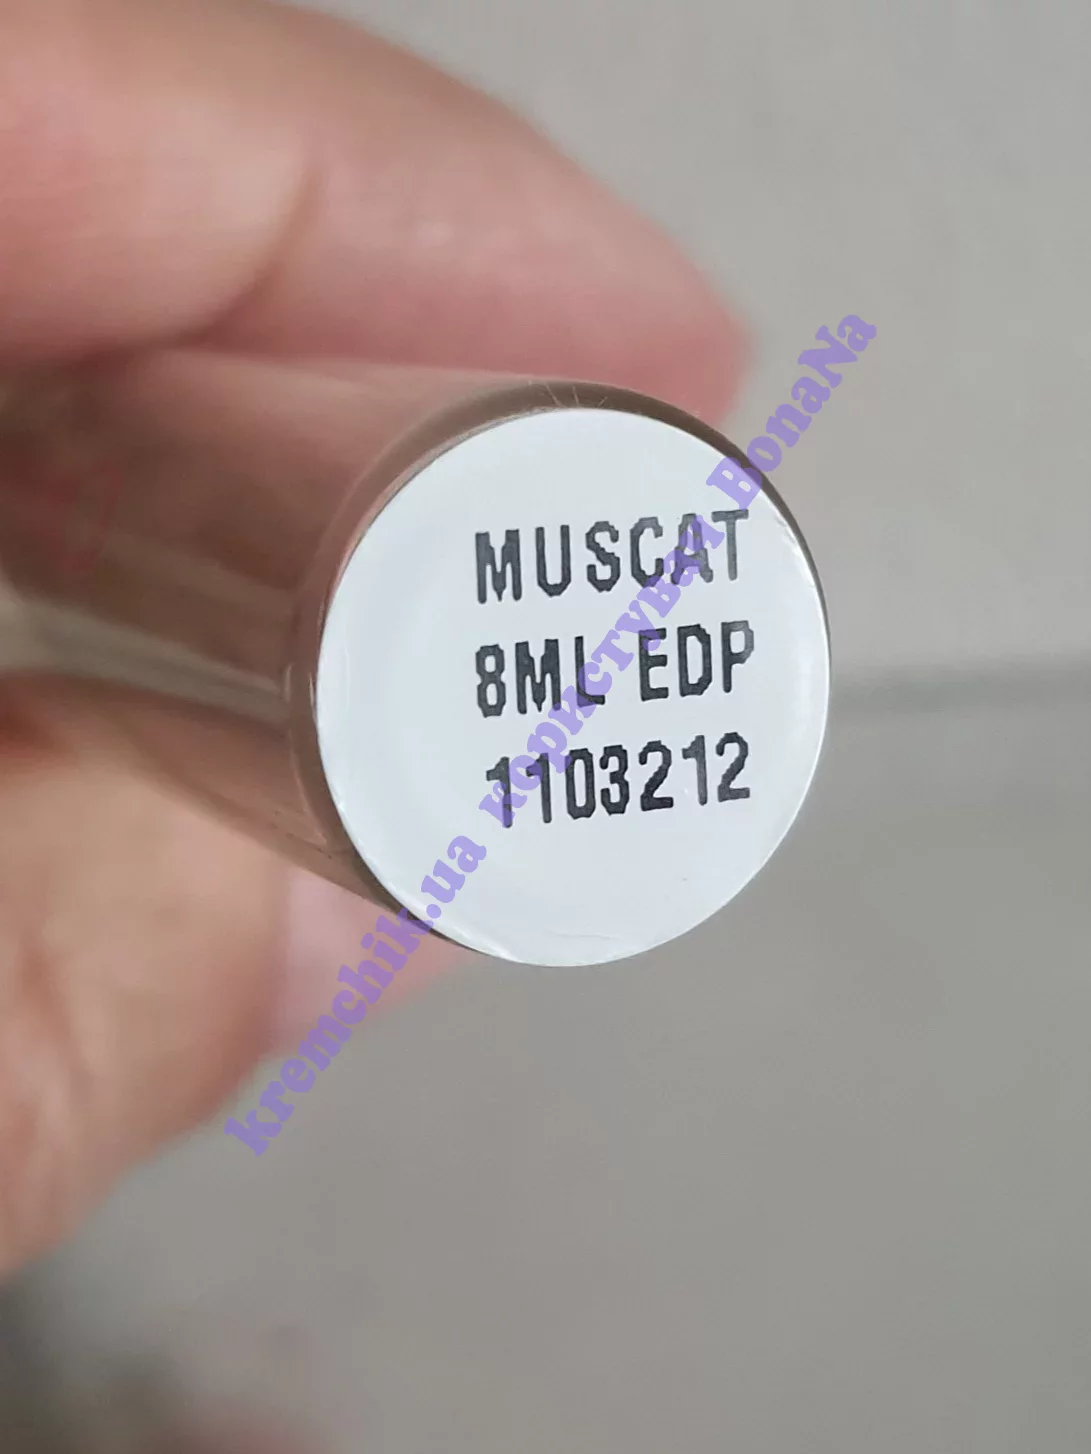 MUSCAT
8ML EDP
1103212
kremchik.ua користувач BonaNa